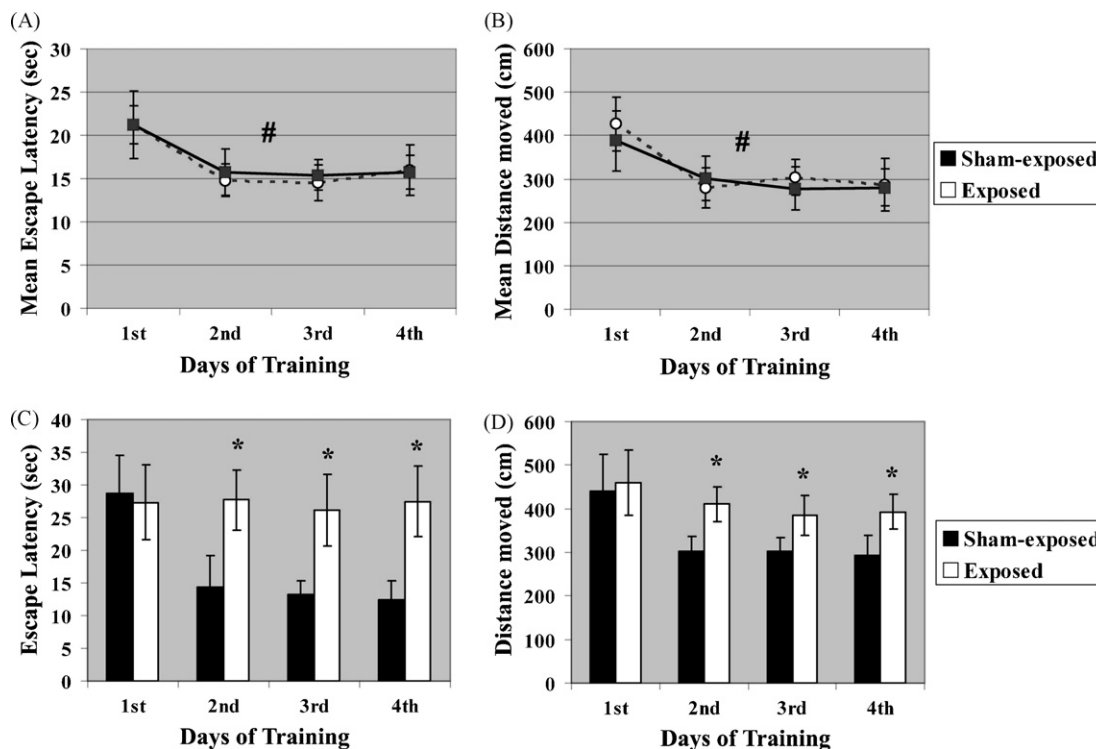 (A)
Mean Escape Latency (sec)
30
25
20
15
10
5
0
#
1st 2nd 3rd 4th
Days of Training
(B)
Mean Distance moved (cm)
600
500
400
300
200
100
0
#
1st 2nd 3rd 4th
Days of Training
Sham-exposed
Exposed
(C)
Escape Latency (sec)
40
35
30
25
20
15
10
5
0
* * *
1st 2nd 3rd 4th
Days of Training
(D)
Distance moved (cm)
600
500
400
300
200
100
0
* * *
1st 2nd 3rd 4th
Days of Training
Sham-exposed
Exposed